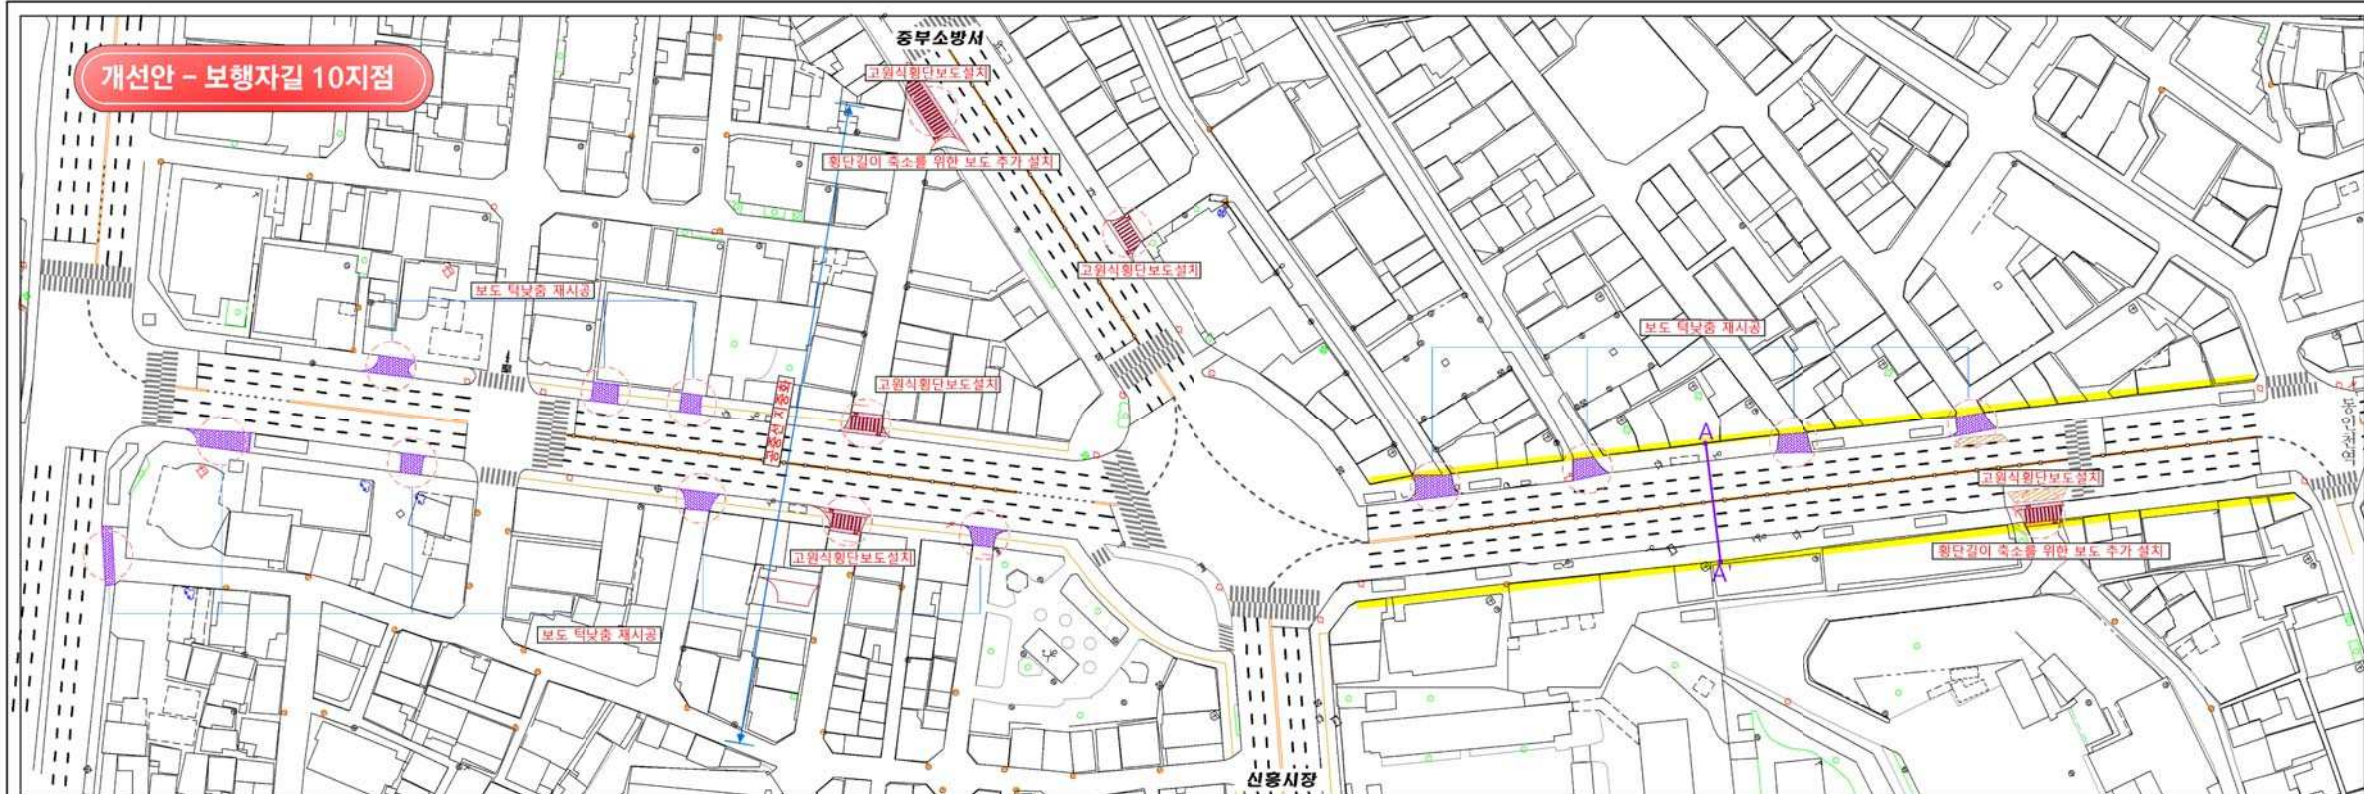 중부소방서
고원식횡단보도설치
개선안 - 보행자길 10지점
횡단길이 축소를 위한 보도 추가 설치
고원식횡단보도설치
보도 턱낮춤 재시공
보도 턱낮춤 재시공
고원식횡단보도설치
공중선 지중화
동인천역
A
고원식횡단보도설치
고원식횡단보도설치
횡단길이 축소를 위한 보도 추가 설치
A'
보도 턱낮춤 재시공
신흥시장